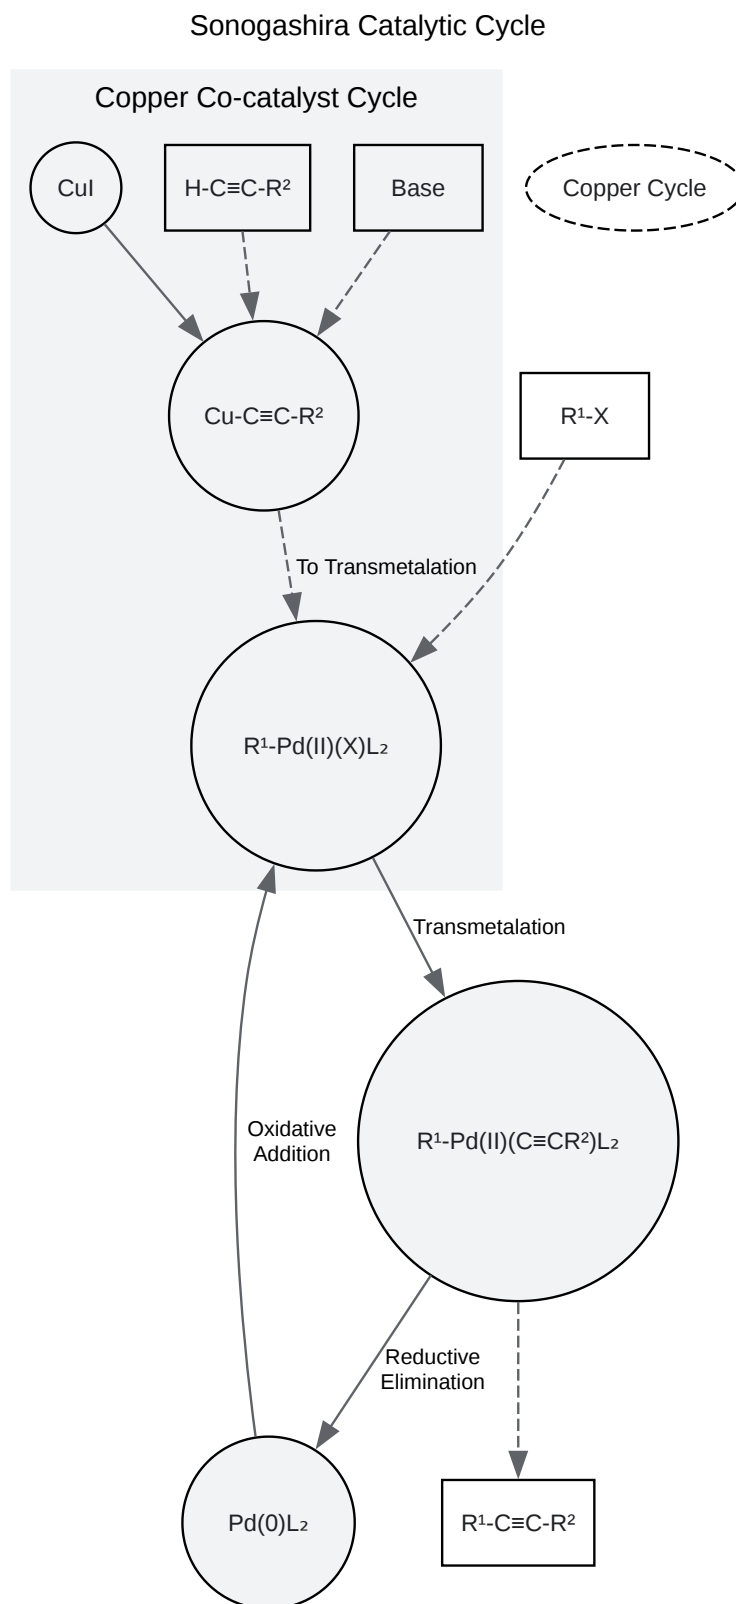 Sonogashira Catalytic Cycle
Copper Co-catalyst Cycle
CuI
H-C≡C-R²
Base
Copper Cycle
Cu-C≡C-R²
R¹-X
To Transmetalation
R¹-Pd(II)(X)L₂
Transmetalation
Oxidative
Addition
R¹-Pd(II)(C≡CR²)L₂
Reductive
Elimination
Pd(0)L₂
R¹-C≡C-R²